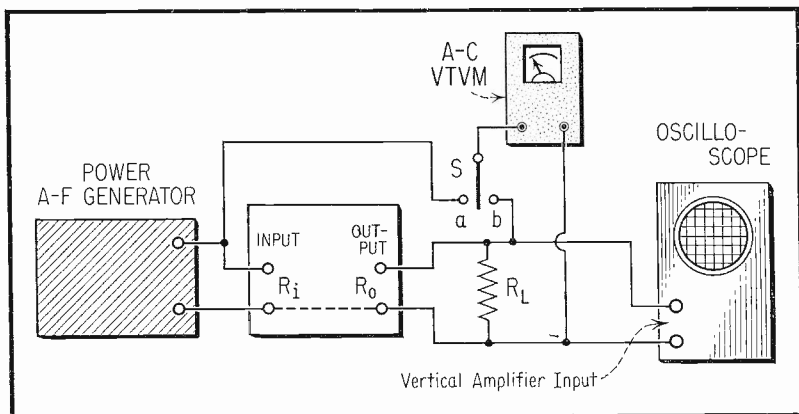 A-C
VTVM
OSCILLO-
SCOPE
POWER
A-F GENERATOR
S
a
b
INPUT
OUT-
PUT
Ri
Ro
RL
Vertical Amplifier Input